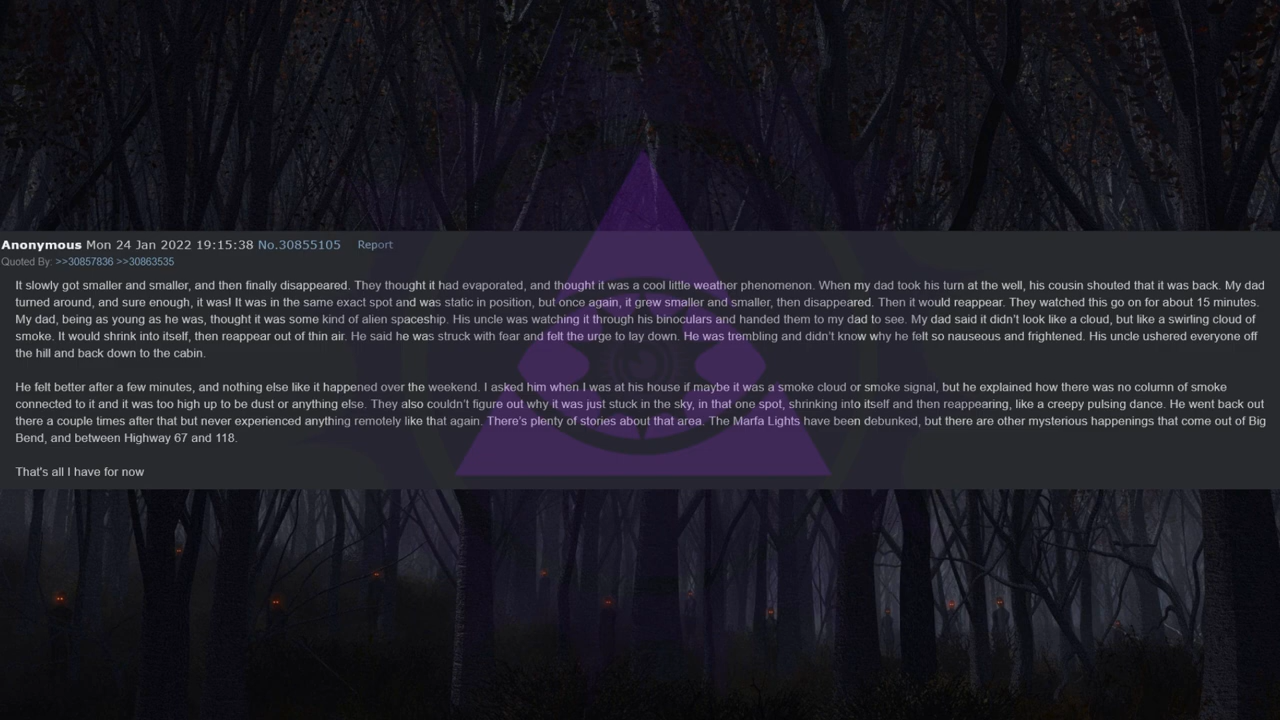 Anonymous Mon 24 Jan 2022 19:15:38 No.30855105 Report
Quoted By: >>30857836 >>30863535
It slowly got smaller and smaller, and then finally disappeared. They thought it had evaporated, and thought it was a cool little weather phenomenon. When my dad took his turn at the well, his cousin shouted that it was back. My dad
turned around, and sure enough, it was! It was in the same exact spot and was static in position, but once again, it grew smaller and smaller, then disappeared. Then it would reappear. They watched this go on for about 15 minutes.
My dad, being as young as he was, thought it was some kind of alien spaceship. His uncle was watching it through his binoculars and handed them to my dad to see. My dad said it didn't look like a cloud, but like a swirling cloud of
smoke. It would shrink into itself, then reappear out of thin air. He said he was struck with fear and felt the urge to lay down. He was trembling and didn't know why he felt so nauseous and frightened. His uncle ushered everyone off
the hill and back down to the cabin.
He felt better after a few minutes, and nothing else like it happened over the weekend. I asked him when I was at his house if maybe it was a smoke cloud or smoke signal, but he explained how there was no column of smoke
connected to it and it was too high up to be dust or anything else. They also couldn't figure out why it was just stuck in the sky, in that one spot, shrinking into itself and then reappearing, like a creepy pulsing dance. He went back out
there a couple times after that but never experienced anything remotely like that again. There's plenty of stories about that area. The Marfa Lights have been debunked, but there are other mysterious happenings that come out of Big
Bend, and between Highway 67 and 118.
That's all I have for now